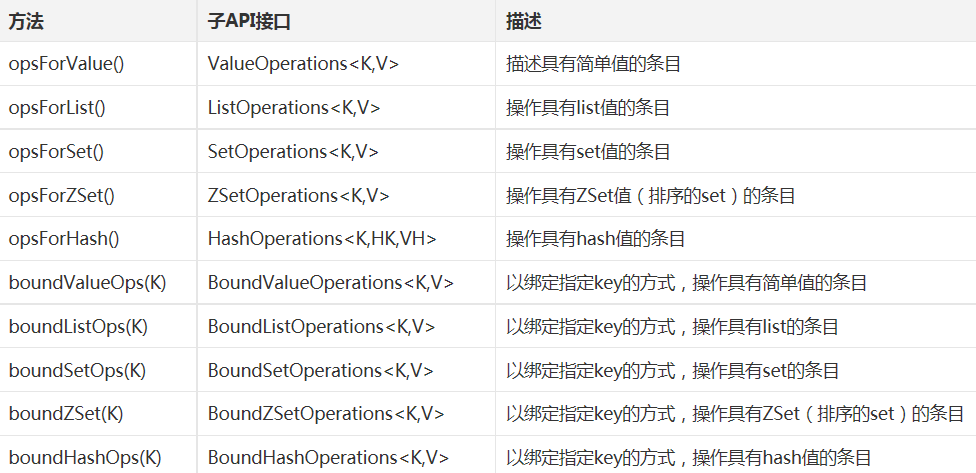 方法 子API接口 描述
opsForValue() ValueOperations<K,V> 描述具有简单值的条目
opsForList() ListOperations<K,V> 操作具有list值的条目
opsForSet() SetOperations<K,V> 操作具有set值的条目
opsForZSet() ZSetOperations<K,V> 操作具有ZSet值（排序的set）的条目
opsForHash() HashOperations<K,HK,VH> 操作具有hash值的条目
boundValueOps(K) BoundValueOperations<K,V> 以绑定指定key的方式，操作具有简单值的条目
boundListOps(K) BoundListOperations<K,V> 以绑定指定key的方式，操作具有list的条目
boundSetOps(K) BoundSetOperations<K,V> 以绑定指定key的方式，操作具有set的条目
boundZSet(K) BoundZSetOperations<K,V> 以绑定指定key的方式，操作具有ZSet（排序的set）的条目
boundHashOps(K) BoundHashOperations<K,V> 以绑定指定key的方式，操作具有hash值的条目